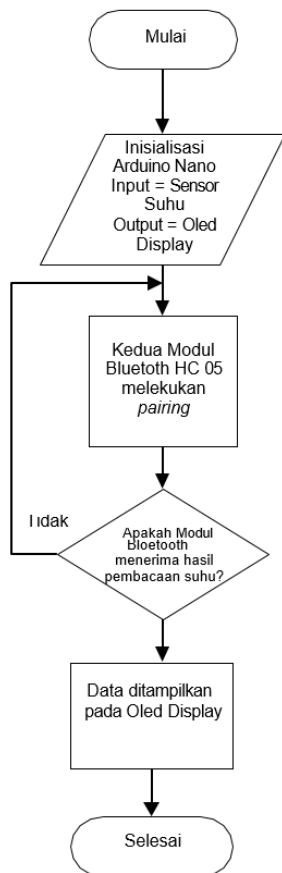 Mulai
Inisialisasi
Arduino Nano
Input = Sensor
Suhu
Output = Oled
Display
Kedua Modul
Bluetoth HC 05
melekukan
pairing
Tidak
Apakah Modul
Bloetooth
menerima hasil
pembacaan suhu?
Data ditampilkan
pada Oled Display
Selesai